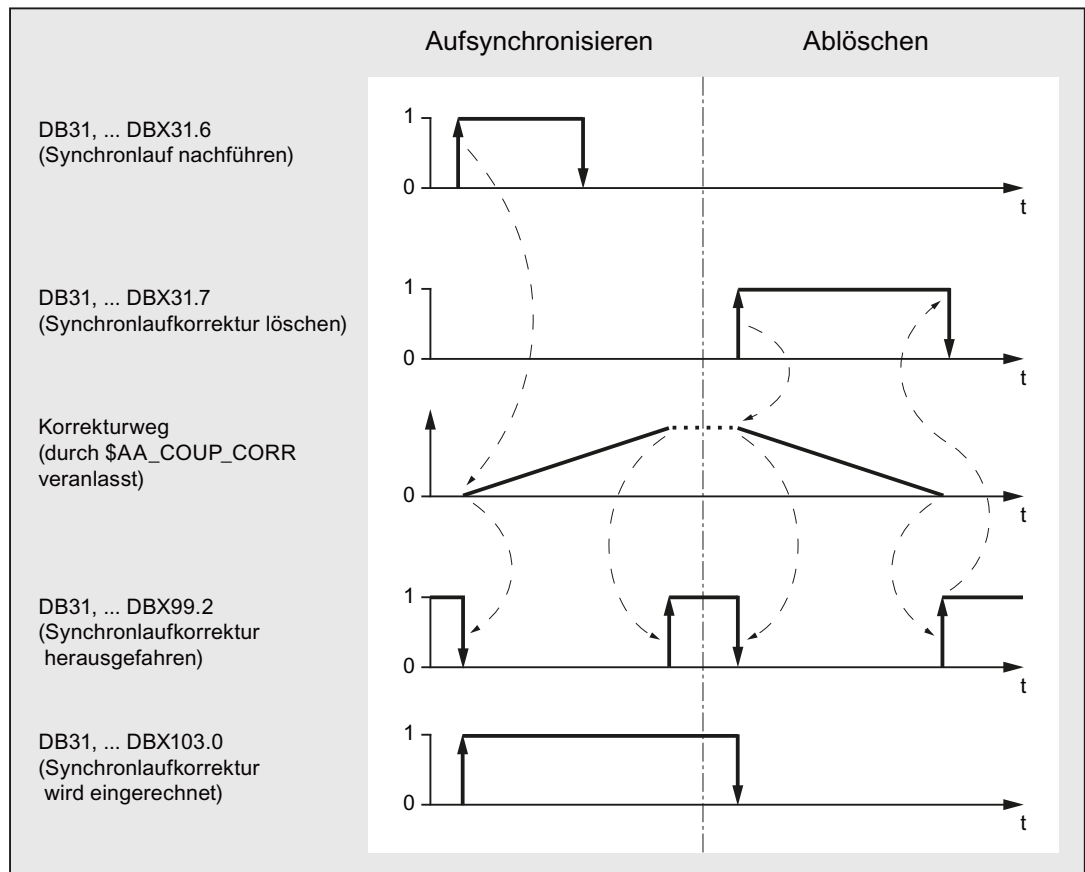 Aufsynchronisieren
Ablöschen
DB31, ... DBX31.6
(Synchronlauf nachführen)
1
0
t
DB31, ... DBX31.7
(Synchronlaufkorrektur löschen)
1
0
t
Korrekturweg
(durch $AA_COUP_CORR
veranlasst)
0
t
DB31, ... DBX99.2
(Synchronlaufkorrektur
herausgefahren)
1
0
t
DB31, ... DBX103.0
(Synchronlaufkorrektur
wird eingerechnet)
1
0
t